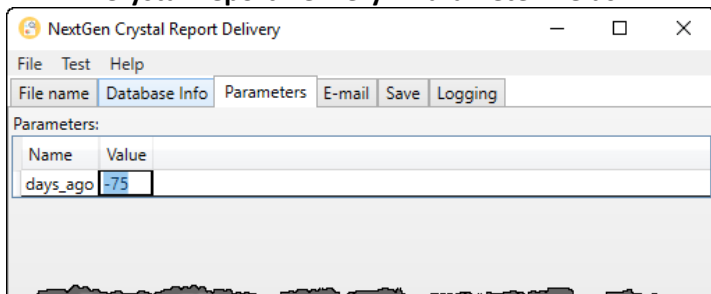 NextGen Crystal Report Delivery
File Test Help
File name Database Info Parameters E-mail Save Logging
Parameters:
Name Value
days_ago -75